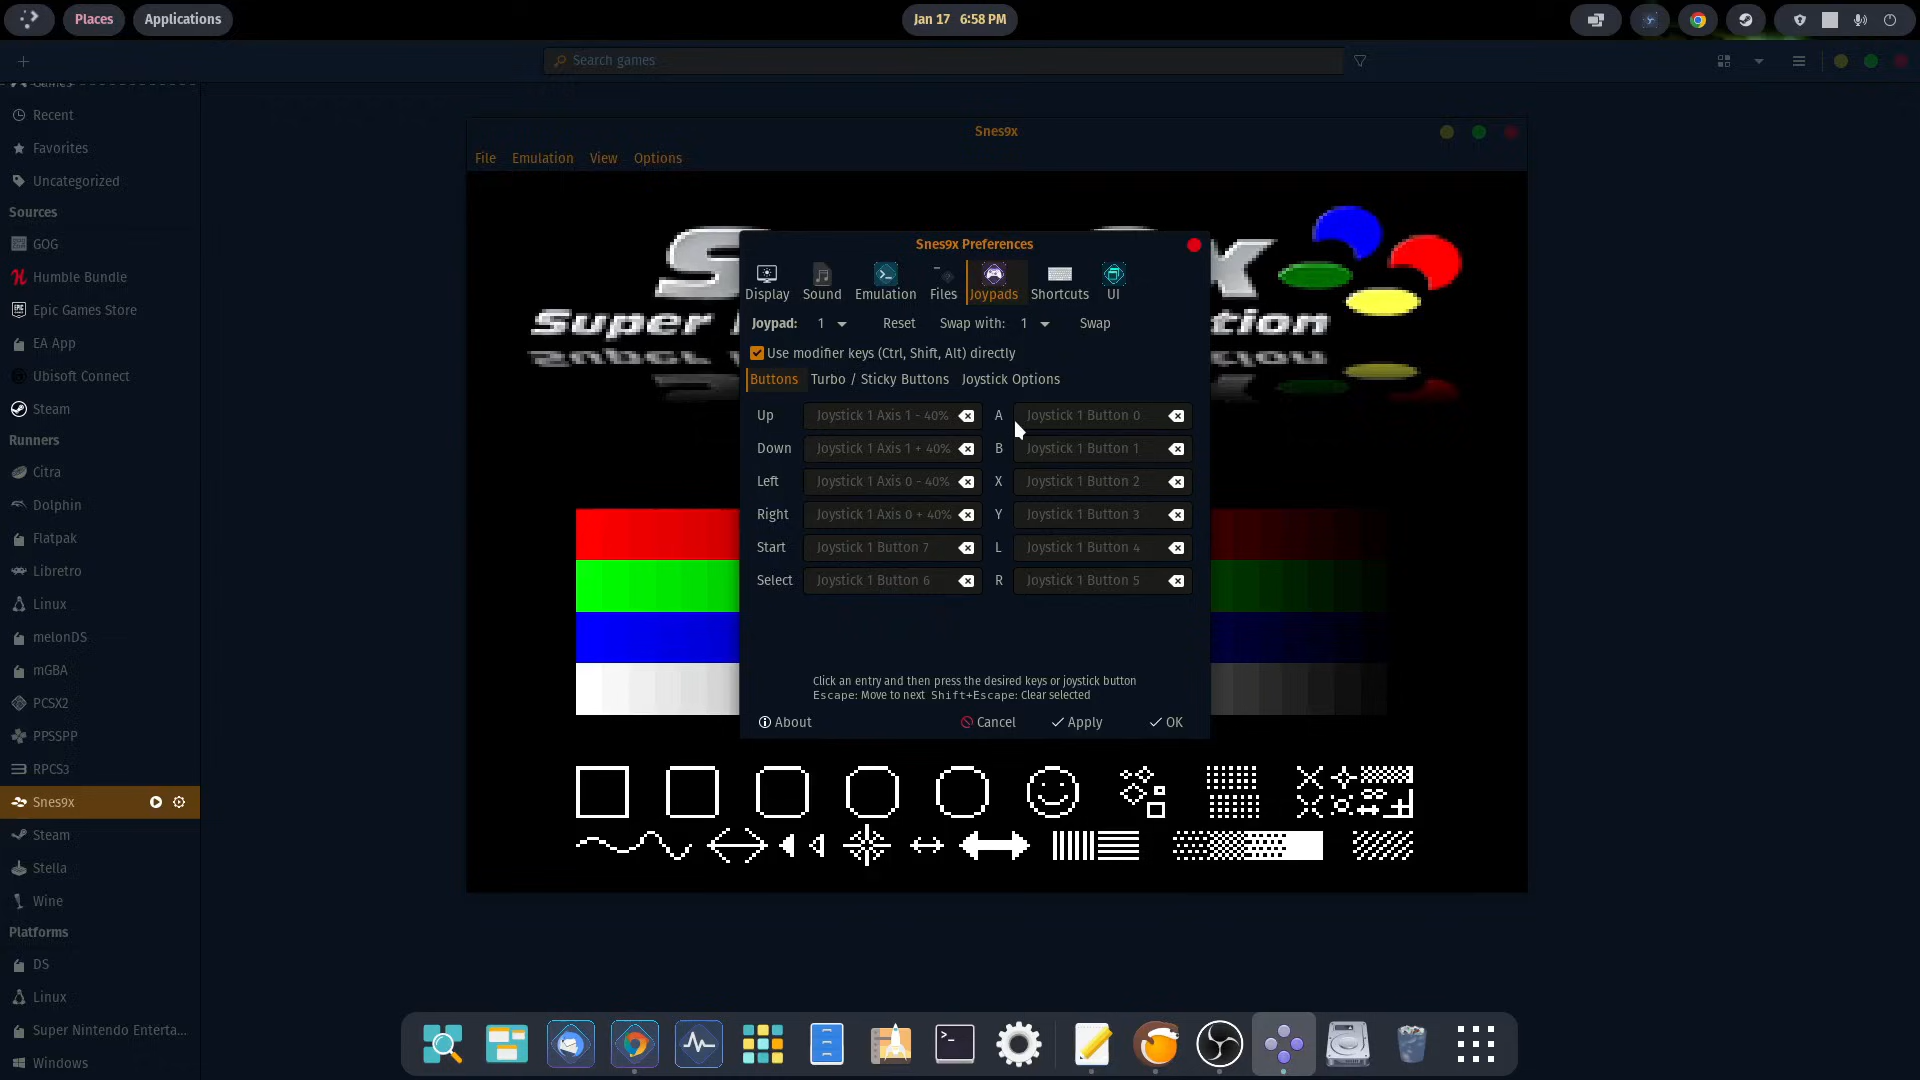 Places
Applications
Jan 17 6:58 PM
Search games
Games
Recent
Favorites
Uncategorized
Sources
GOG
Humble Bundle
Epic Games Store
EA App
Ubisoft Connect
Steam
Runners
Citra
Dolphin
Flatpak
Libretro
Linux
melonDS
mGBA
PCSX2
PPSSPP
RPCS3
Snes9x
Steam
Stella
Wine
Platforms
DS
Linux
Super Nintendo Enterta...
Windows
Snes9x
File Emulation View Options
Super
Snes9x Preferences
Display Sound Emulation Files Joypads Shortcuts UI
Joypad: 1 Reset Swap with: 1 Swap
Use modifier keys (Ctrl, Shift, Alt) directly
Buttons Turbo / Sticky Buttons Joystick Options
Up Joystick 1 Axis 1 - 40% A Joystick 1 Button 0
Down Joystick 1 Axis 1 + 40% B Joystick 1 Button 1
Left Joystick 1 Axis 0 - 40% X Joystick 1 Button 2
Right Joystick 1 Axis 0 + 40% Y Joystick 1 Button 3
Start Joystick 1 Button 7 L Joystick 1 Button 4
Select Joystick 1 Button 6 R Joystick 1 Button 5
Click an entry and then press the desired keys or joystick button
Escape: Move to next Shift+Escape: Clear selected
About Cancel Apply OK